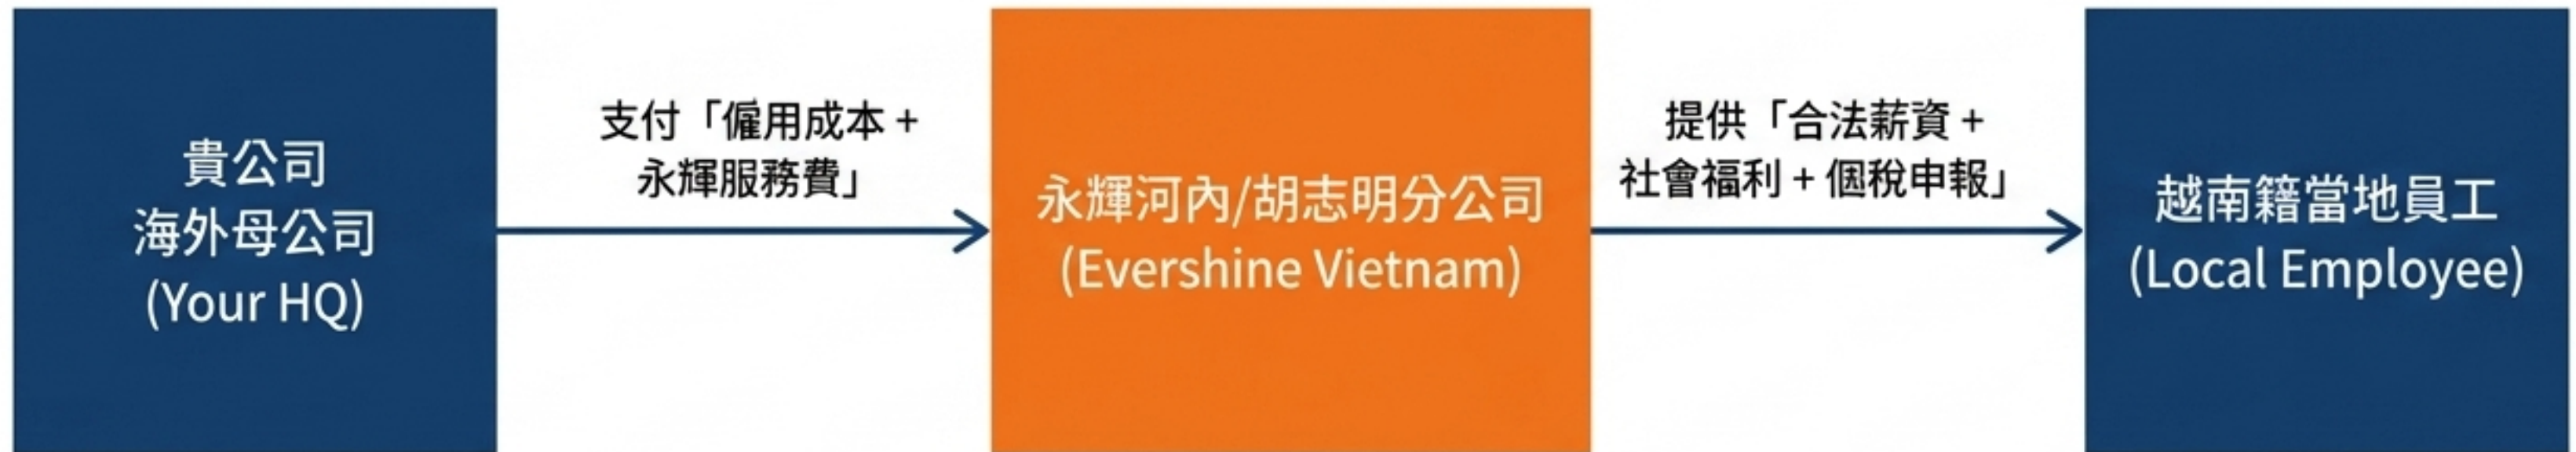 貴公司
海外母公司
(Your HQ)
支付「僱用成本 +
永輝服務費」
永輝河內/胡志明分公司
(Evershine Vietnam)
提供「合法薪資 +
社會福利 + 個稅申報」
越南籍當地員工
(Local Employee)